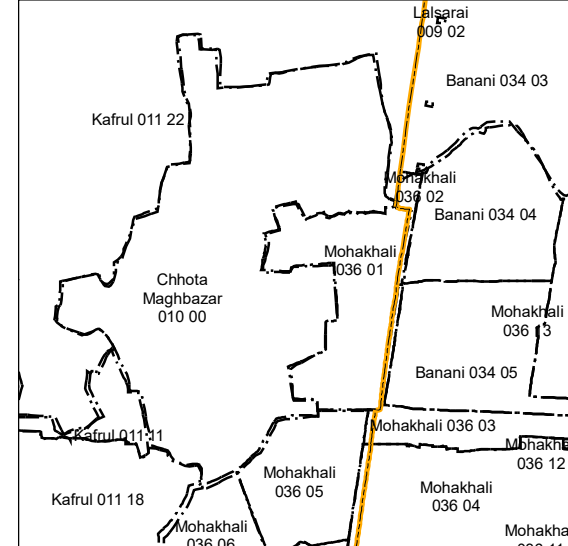 Lalsarai
009 02
Banani 034 03
Kafrul 011 22
Mohakhali
036 02
Banani 034 04
Mohakhali
036 01
Chhota
Maghbazar
010 00
Mohakhali
036 13
Banani 034 05
Mohakhali 036 03
Kafrul 011 11
Mohakha
036 12
Mohakhali
036 05
Mohakhali
036 04
Kafrul 011 18
Mohakhali
036 06
Mohakha